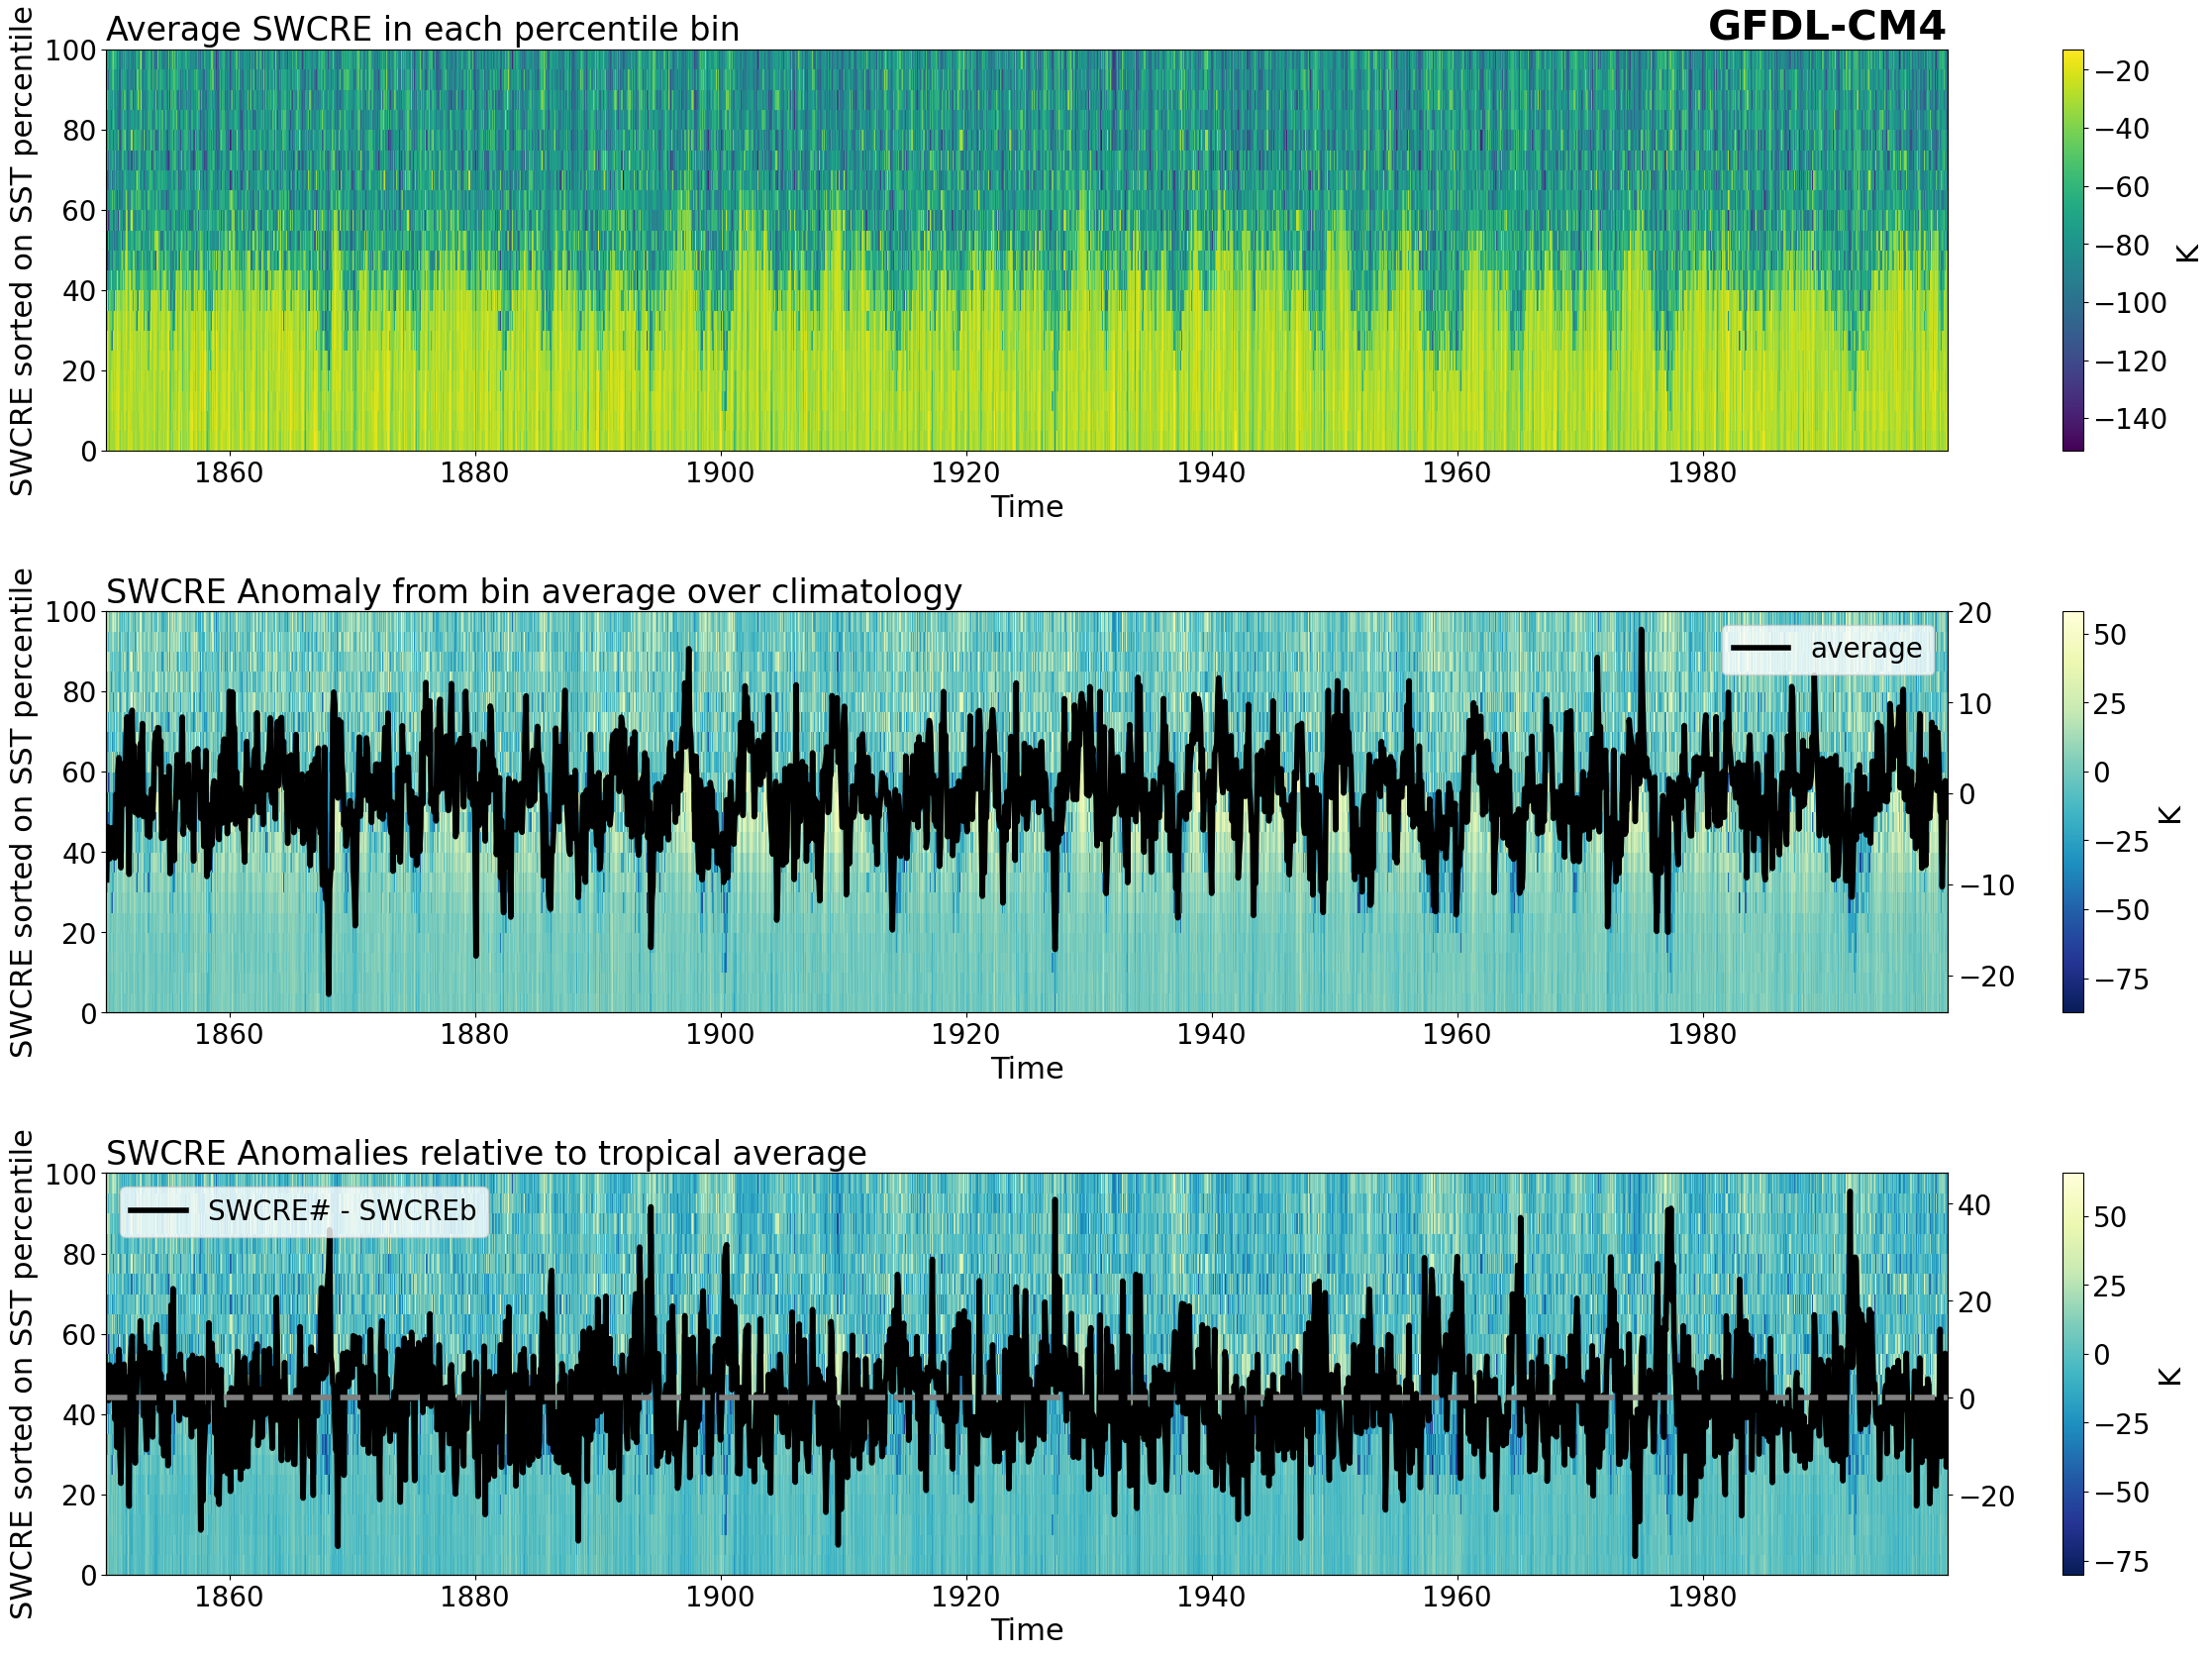 Average SWCRE in each percentile bin
GFDL-CM4
SWCRE sorted on SST percentile
100
80
60
40
20
0
1860 1880 1900 1920 1940 1960 1980
Time
−20
−40
−60
−80
−100
−120
−140
K
SWCRE Anomaly from bin average over climatology
SWCRE sorted on SST percentile
100
80
60
40
20
0
average
20
10
0
−10
−20
1860 1880 1900 1920 1940 1960 1980
Time
50
25
0
−25
−50
−75
K
SWCRE Anomalies relative to tropical average
SWCRE sorted on SST percentile
100
80
60
40
20
0
SWCRE# - SWCREb
40
20
0
−20
1860 1880 1900 1920 1940 1960 1980
Time
50
25
0
−25
−50
−75
K